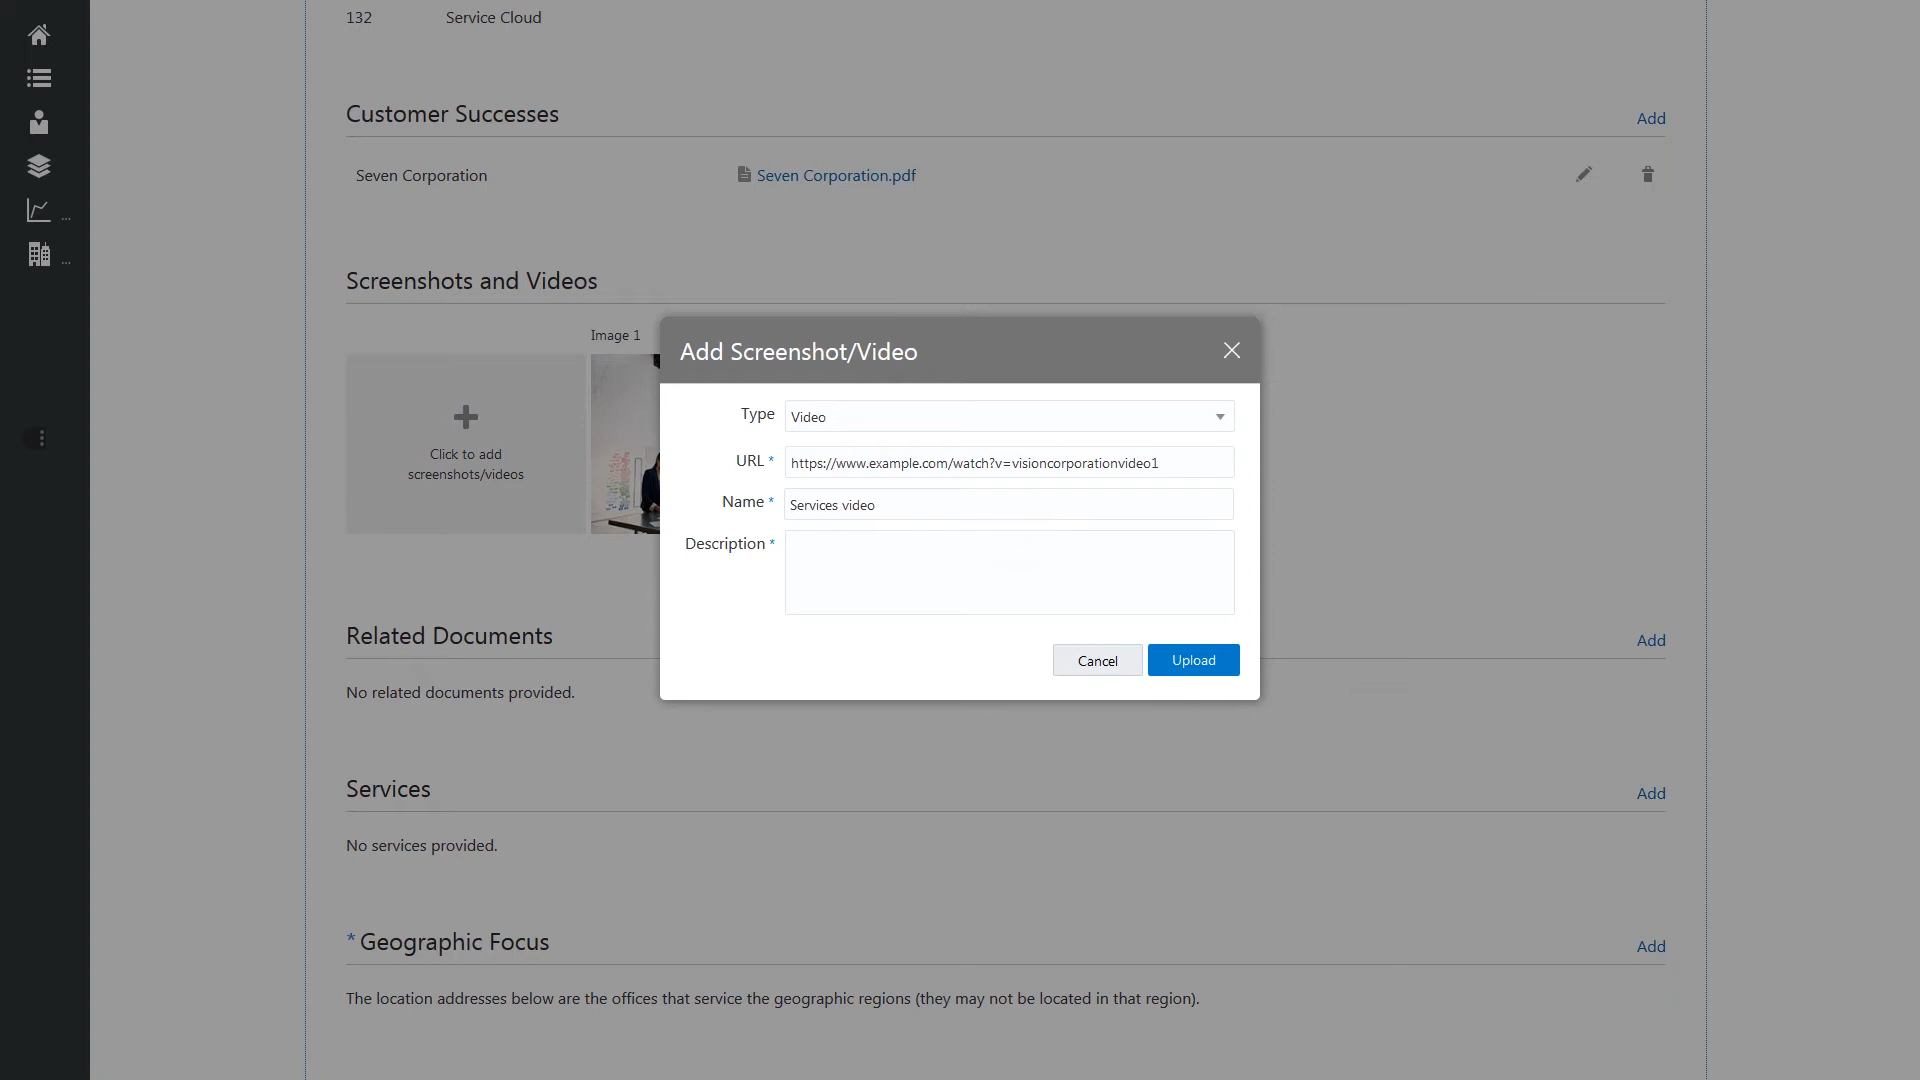 132 Service Cloud
Customer Successes Add
Seven Corporation Seven Corporation.pdf
...
...
Screenshots and Videos
Image 1
Click to add
screenshots/videos
Add Screenshot/Video
Type Video
URL * https://www.example.com/watch?v=visioncorporationvideo1
Name * Services video
Description *
Cancel Upload
Related Documents Add
No related documents provided.
Services Add
No services provided.
* Geographic Focus Add
The location addresses below are the offices that service the geographic regions (they may not be located in that region).